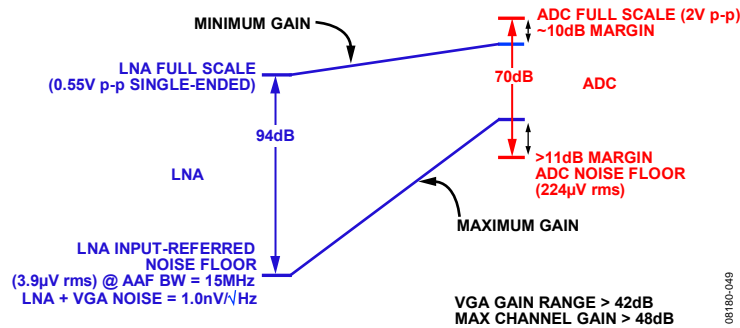 MINIMUM GAIN
ADC FULL SCALE (2V p-p)
~10dB MARGIN
LNA FULL SCALE
(0.55V p-p SINGLE-ENDED)
70dB
ADC
94dB
LNA
>11dB MARGIN
ADC NOISE FLOOR
(224µV rms)
MAXIMUM GAIN
LNA INPUT-REFERRED
NOISE FLOOR
(3.9µV rms) @ AAF BW = 15MHz
LNA + VGA NOISE = 1.0nV/√Hz
VGA GAIN RANGE > 42dB
MAX CHANNEL GAIN > 48dB
08180-049